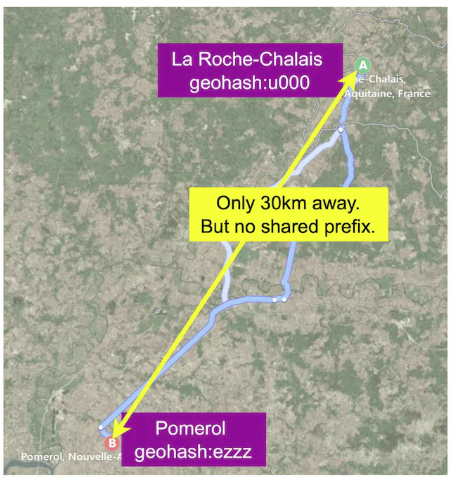 La Roche-Chalais
geohash:u000
A
he-Chalais,
Aquitaine, France
Only 30km away.
But no shared prefix.
Pomerol
geohash:ezzz
B
Pomerol, Nouvelle-A